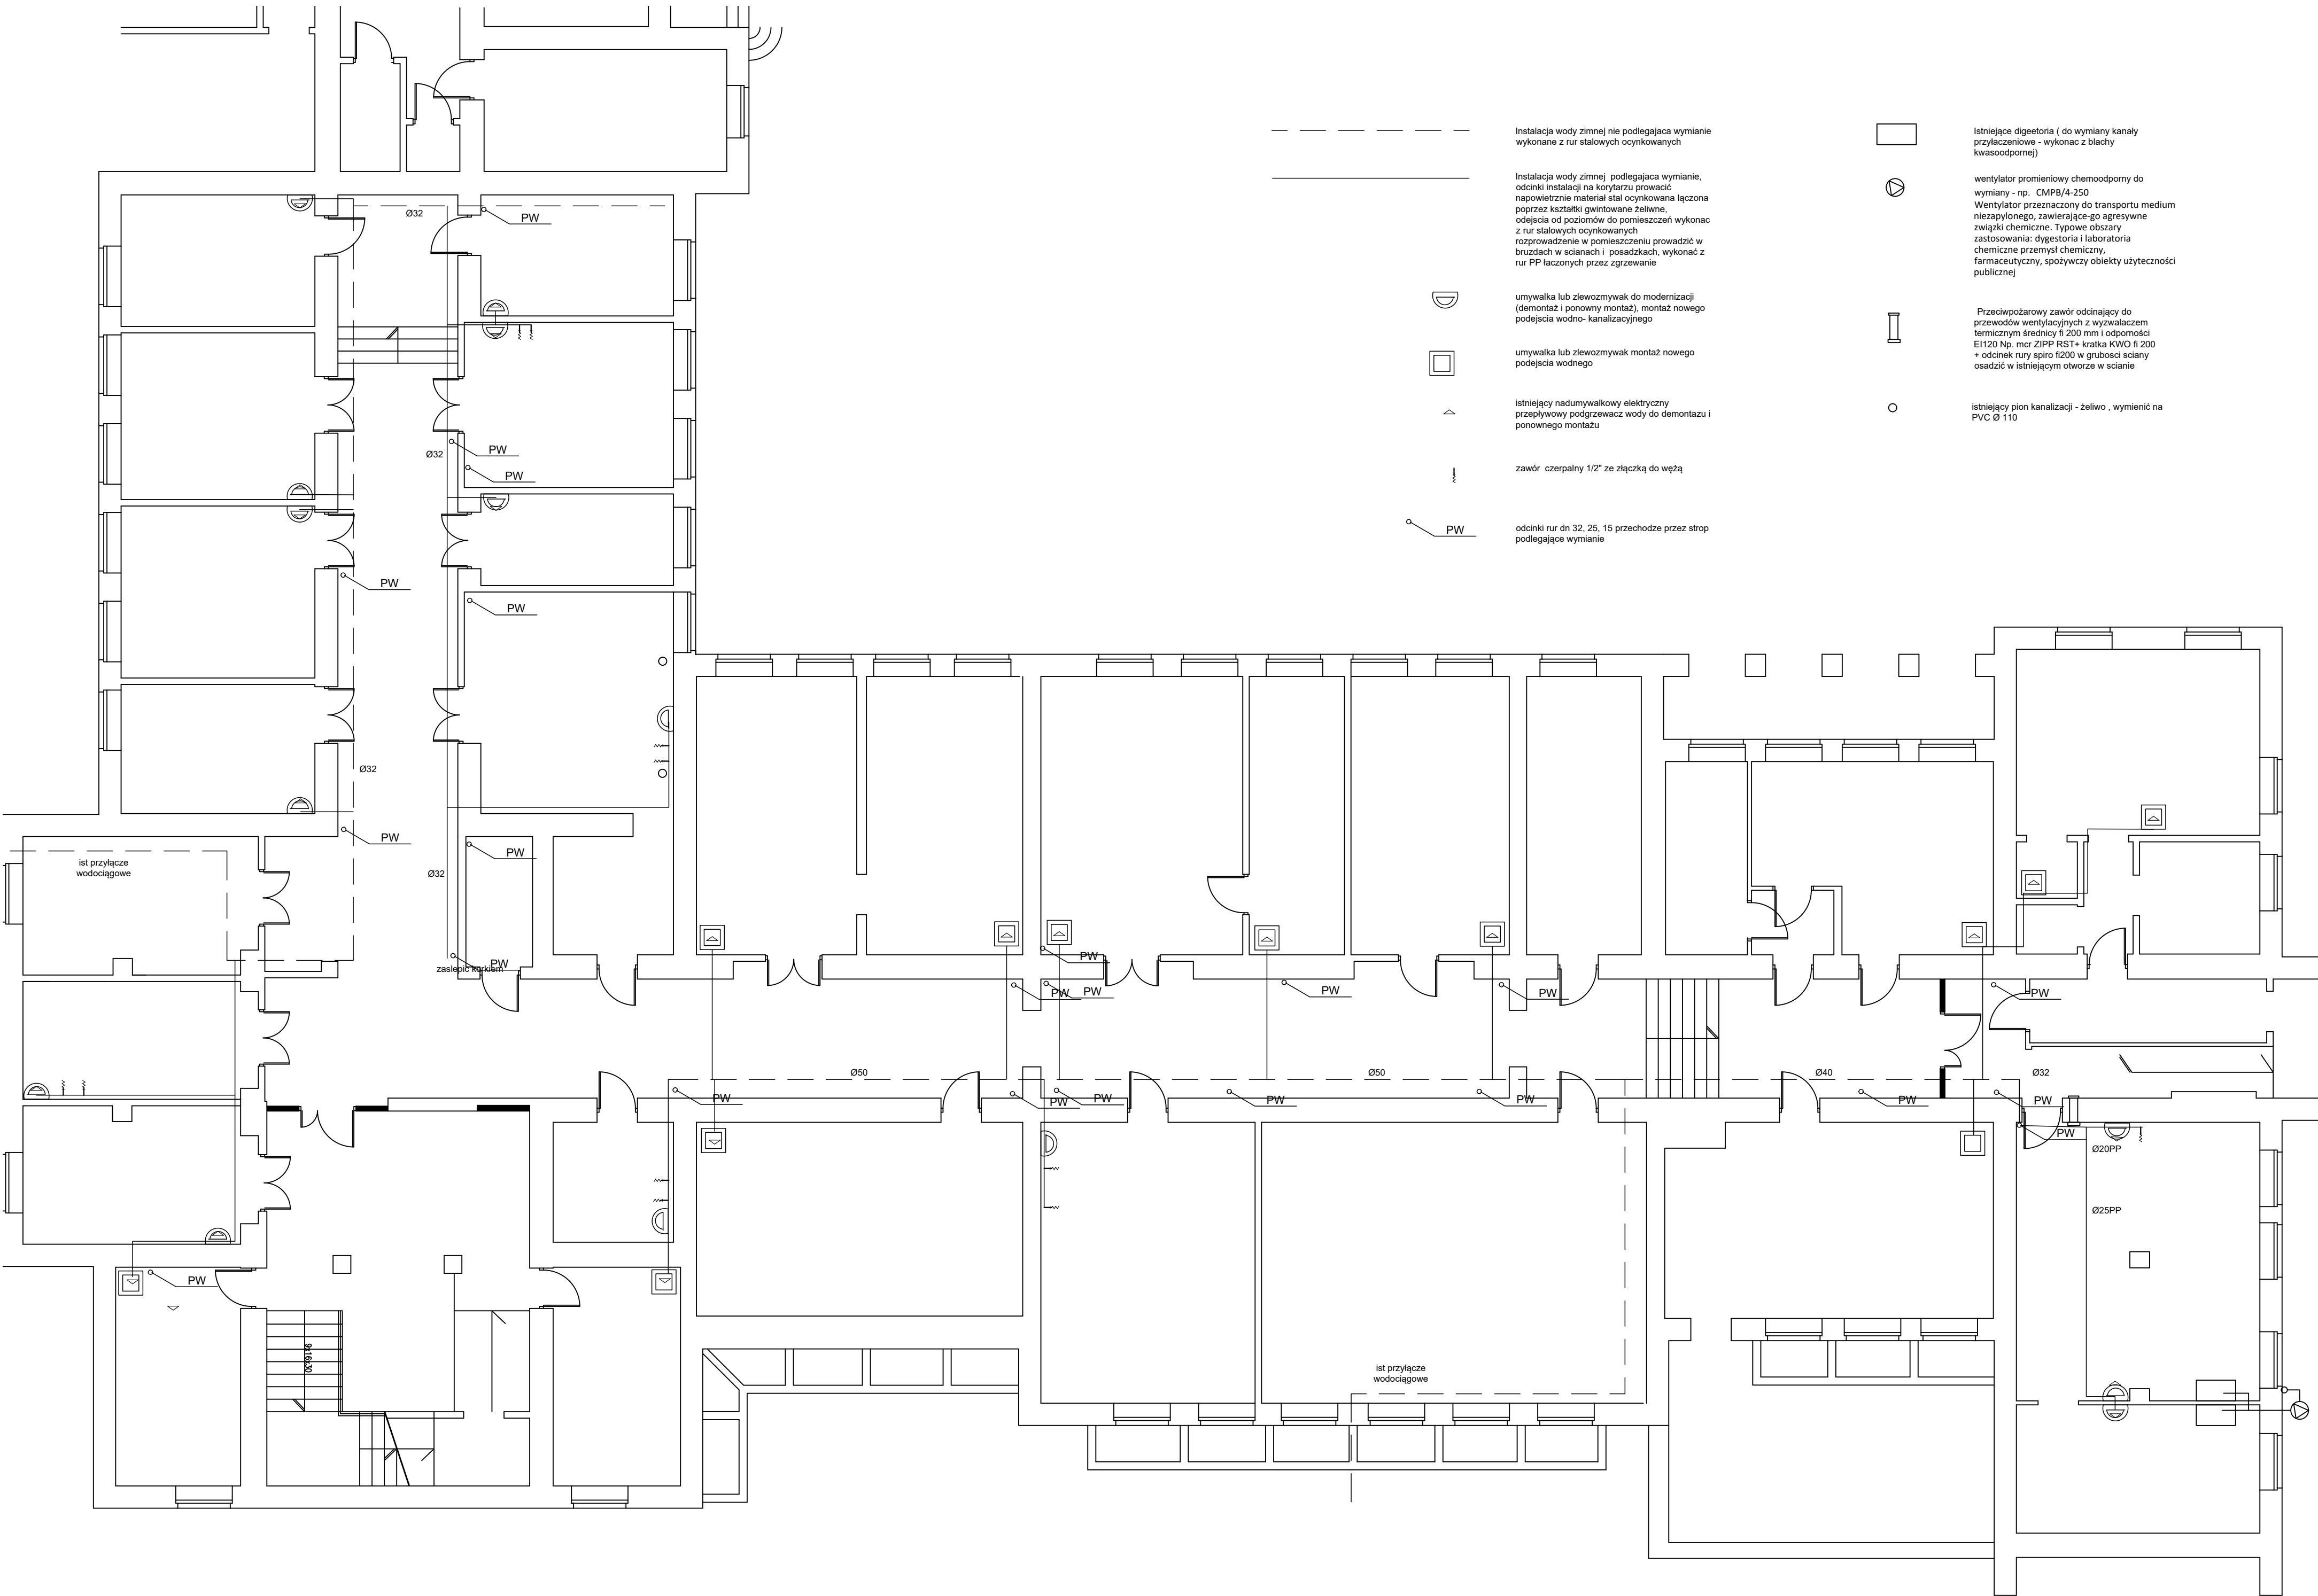 Instalacja wody zimnej nie podlegajaca wymianie
wykonane z rur stalowych ocynkowanych
Instalacja wody zimnej  podlegajaca wymianie,
odcinki instalacji na korytarzu prowacić
napowietrznie materiał stal ocynkowana lączona
poprzez kształtki gwintowane żeliwne,
odejscia od poziomów do pomieszczeń wykonac
z rur stalowych ocynkowanych
rozprowadzenie w pomieszczeniu prowadzić w
bruzdach w scianach i  posadzkach, wykonać z
rur PP łaczonych przez zgrzewanie
umywalka lub zlewozmywak do modernizacji
(demontaż i ponowny montaż), montaż nowego
podejscia wodno- kanalizacyjnego
umywalka lub zlewozmywak montaż nowego
podejscia wodnego
istniejący nadumywalkowy elektryczny
przepływowy podgrzewacz wody do demontazu i
ponownego montażu
zawór  czerpalny 1/2" ze złączką do wężą
PW
odcinki rur dn 32, 25, 15 przechodze przez strop
podlegające wymianie
Istniejące digeetoria ( do wymiany kanały
przyłaczeniowe - wykonac z blachy
kwasoodpornej)
wentylator promieniowy chemoodporny do
wymiany - np.  CMPB/4-250
Wentylator przeznaczony do transportu medium
niezapylonego, zawierające-go agresywne
związki chemiczne. Typowe obszary
zastosowania: dygestoria i laboratoria
chemiczne przemysł chemiczny,
farmaceutyczny, spożywczy obiekty użyteczności
publicznej
Przeciwpożarowy zawór odcinający do
przewodów wentylacyjnych z wyzwalaczem
termicznym średnicy fi 200 mm i odporności
EI120 Np. mcr ZIPP RST+ kratka KWO fi 200
+ odcinek rury spiro fi200 w grubosci sciany
osadzić w istniejącym otworze w scianie
istniejący pion kanalizacji - żeliwo , wymienić na
PVC Ø 110
Ø32
PW
PW
Ø32
PW
PW
PW
Ø32
PW
PW
ist przyłącze
wodociągowe
Ø32
PW
zaslepić korkiem
PW
PW
PW
PW
PW
PW
Ø50
Ø50
Ø40
Ø32
PW
PW
PW
PW
PW
PW
PW
PW
Ø20PP
Ø25PP
PW
9x16x30
ist przyłącze
wodociągowe